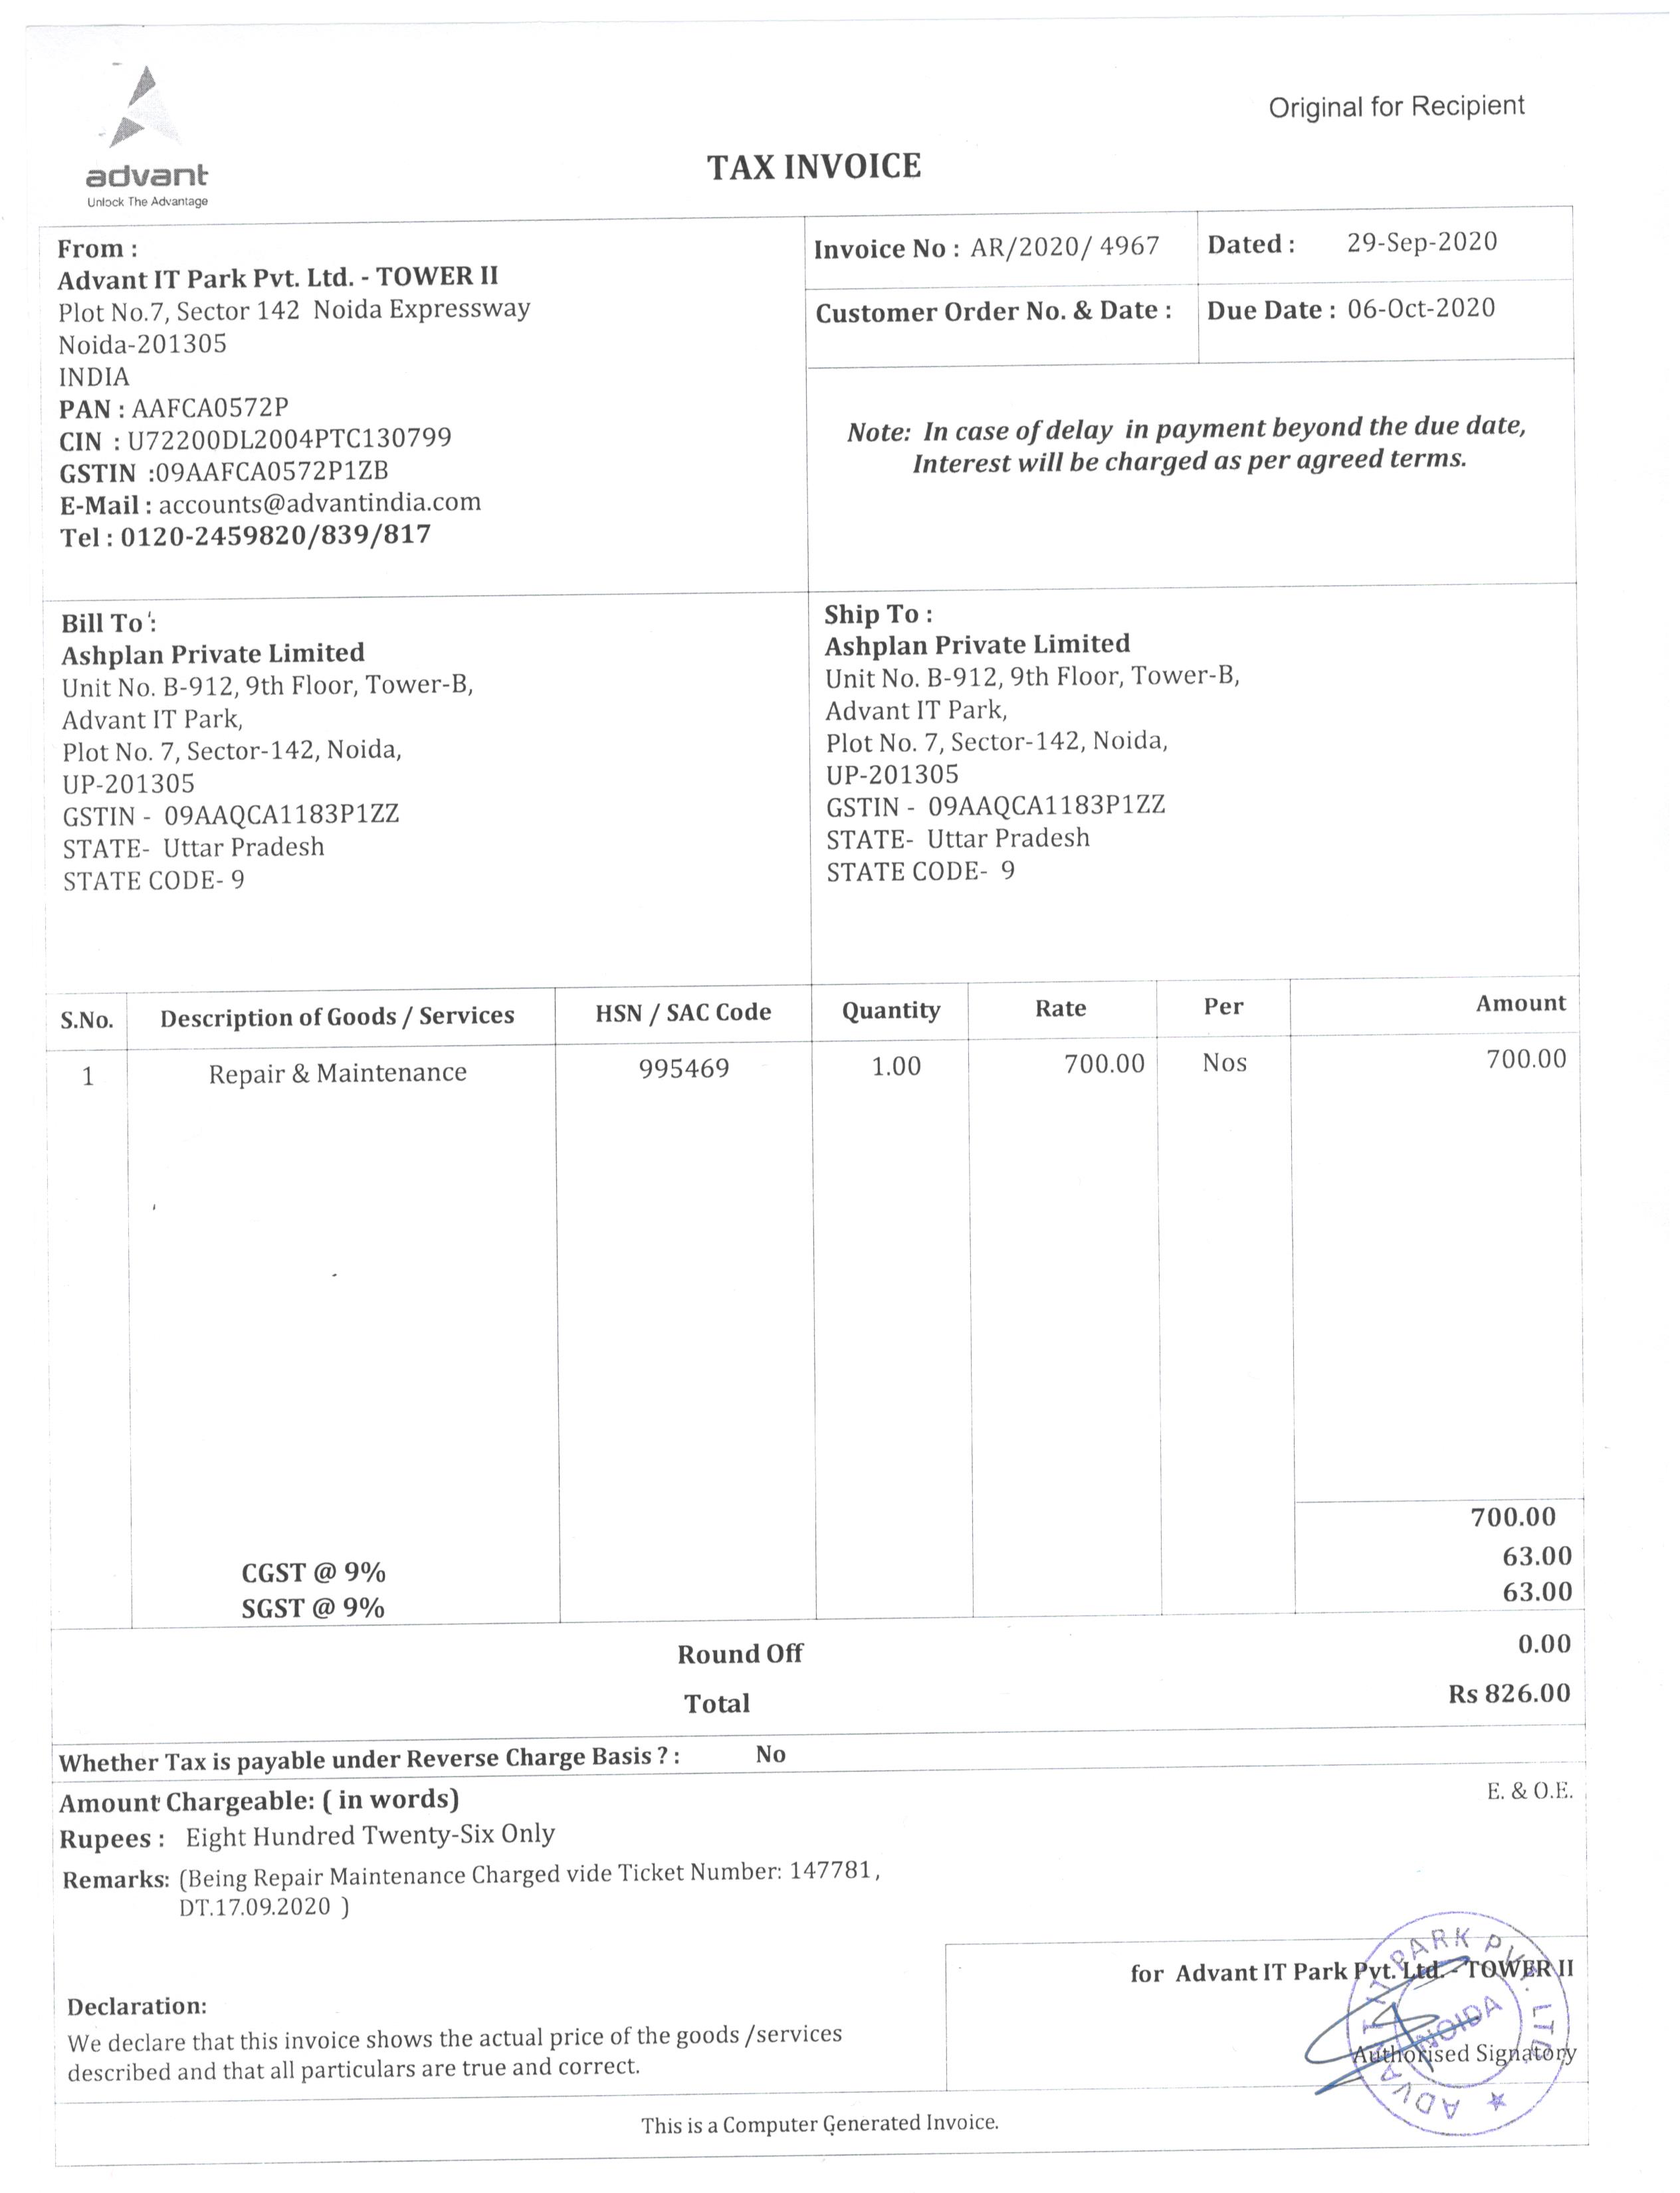 Original for Recipient
advant
Unlock The Advantage
TAX INVOICE
From :
Advant IT Park Pvt. Ltd. - TOWER II
Plot No.7, Sector 142 Noida Expressway
Noida-201305
INDIA
PAN : AAFCA0572P
CIN : U72200DL2004PTC130799
GSTIN :09AAFCA0572P1ZB
E-Mail : accounts@advantindia.com
Tel : 0120-2459820/839/817
Invoice No : AR/2020/ 4967 Dated : 29-Sep-2020
Customer Order No. & Date : Due Date : 06-Oct-2020
Note: In case of delay in payment beyond the due date,
Interest will be charged as per agreed terms.
Bill To :
Ashplan Private Limited
Unit No. B-912, 9th Floor, Tower-B,
Advant IT Park,
Plot No. 7, Sector-142, Noida,
UP-201305
GSTIN - 09AAQCA1183P1ZZ
STATE- Uttar Pradesh
STATE CODE- 9
Ship To :
Ashplan Private Limited
Unit No. B-912, 9th Floor, Tower-B,
Advant IT Park,
Plot No. 7, Sector-142, Noida,
UP-201305
GSTIN - 09AAQCA1183P1ZZ
STATE- Uttar Pradesh
STATE CODE- 9
S.No. Description of Goods / Services HSN / SAC Code Quantity Rate Per Amount
1 Repair & Maintenance 995469 1.00 700.00 Nos 700.00
700.00
CGST @ 9% 63.00
SGST @ 9% 63.00
Round Off 0.00
Total Rs 826.00
Whether Tax is payable under Reverse Charge Basis ? : No
E. & O.E.
Amount Chargeable: ( in words)
Rupees : Eight Hundred Twenty-Six Only
Remarks: (Being Repair Maintenance Charged vide Ticket Number: 147781,
DT.17.09.2020 )
for Advant IT Park Pvt. Ltd. - TOWER II
ADVANT IT PARK PVT. LTD.
NOIDA
Authorised Signatory
Declaration:
We declare that this invoice shows the actual price of the goods /services
described and that all particulars are true and correct.
This is a Computer Generated Invoice.